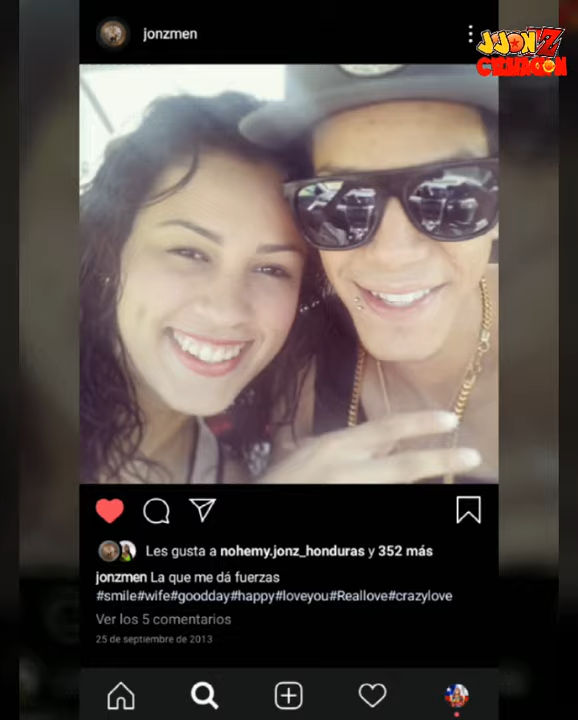 jonzmen
JJONZ
CREATION
Les gusta a nohemy.jonz_honduras y 352 más
jonzmen La que me dá fuerzas
#smile#wife#goodday#happy#loveyou#Reallove#crazylove
Ver los 5 comentarios
25 de septiembre de 2013